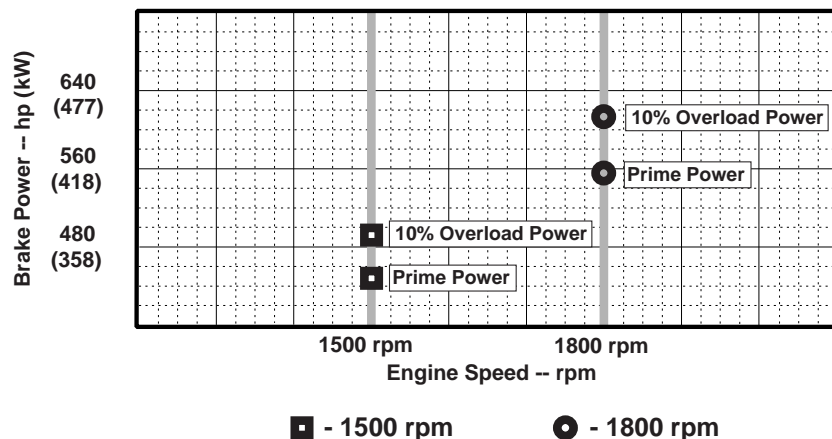 Brake Power -- hp (kW)
640
(477)
560
(418)
480
(358)
10% Overload Power
Prime Power
10% Overload Power
Prime Power
1500 rpm
1800 rpm
Engine Speed -- rpm
- 1500 rpm
- 1800 rpm